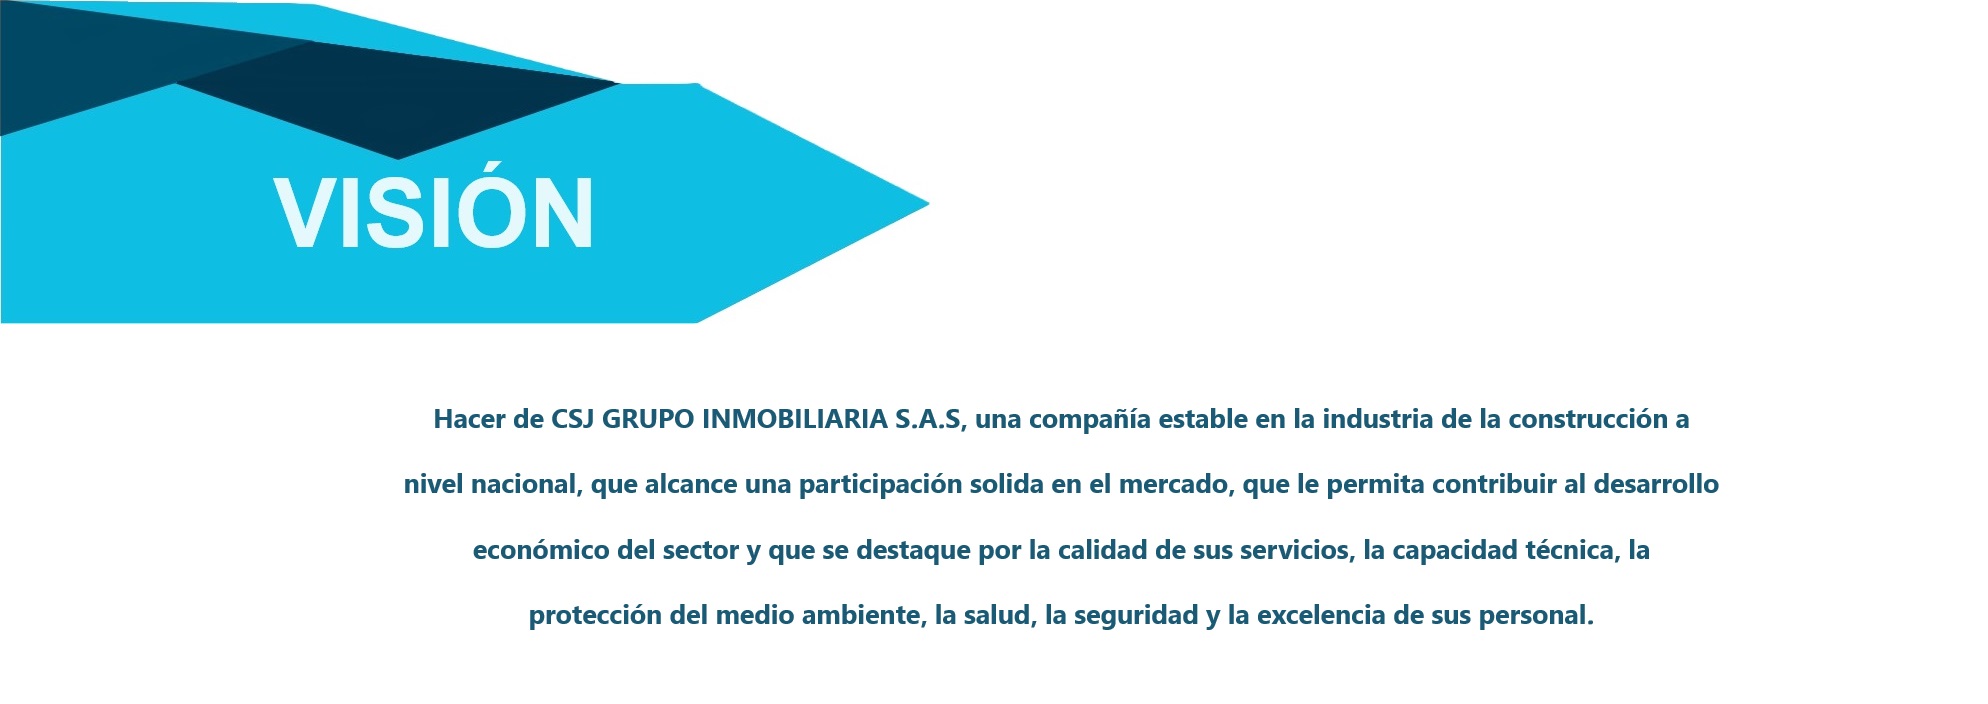 VISIÓN
Hacer de CSJ GRUPO INMOBILIARIA S.A.S, una compañía estable en la industria de la construcción a
nivel nacional, que alcance una participación solida en el mercado, que le permita contribuir al desarrollo
económico del sector y que se destaque por la calidad de sus servicios, la capacidad técnica, la
protección del medio ambiente, la salud, la seguridad y la excelencia de sus personal.